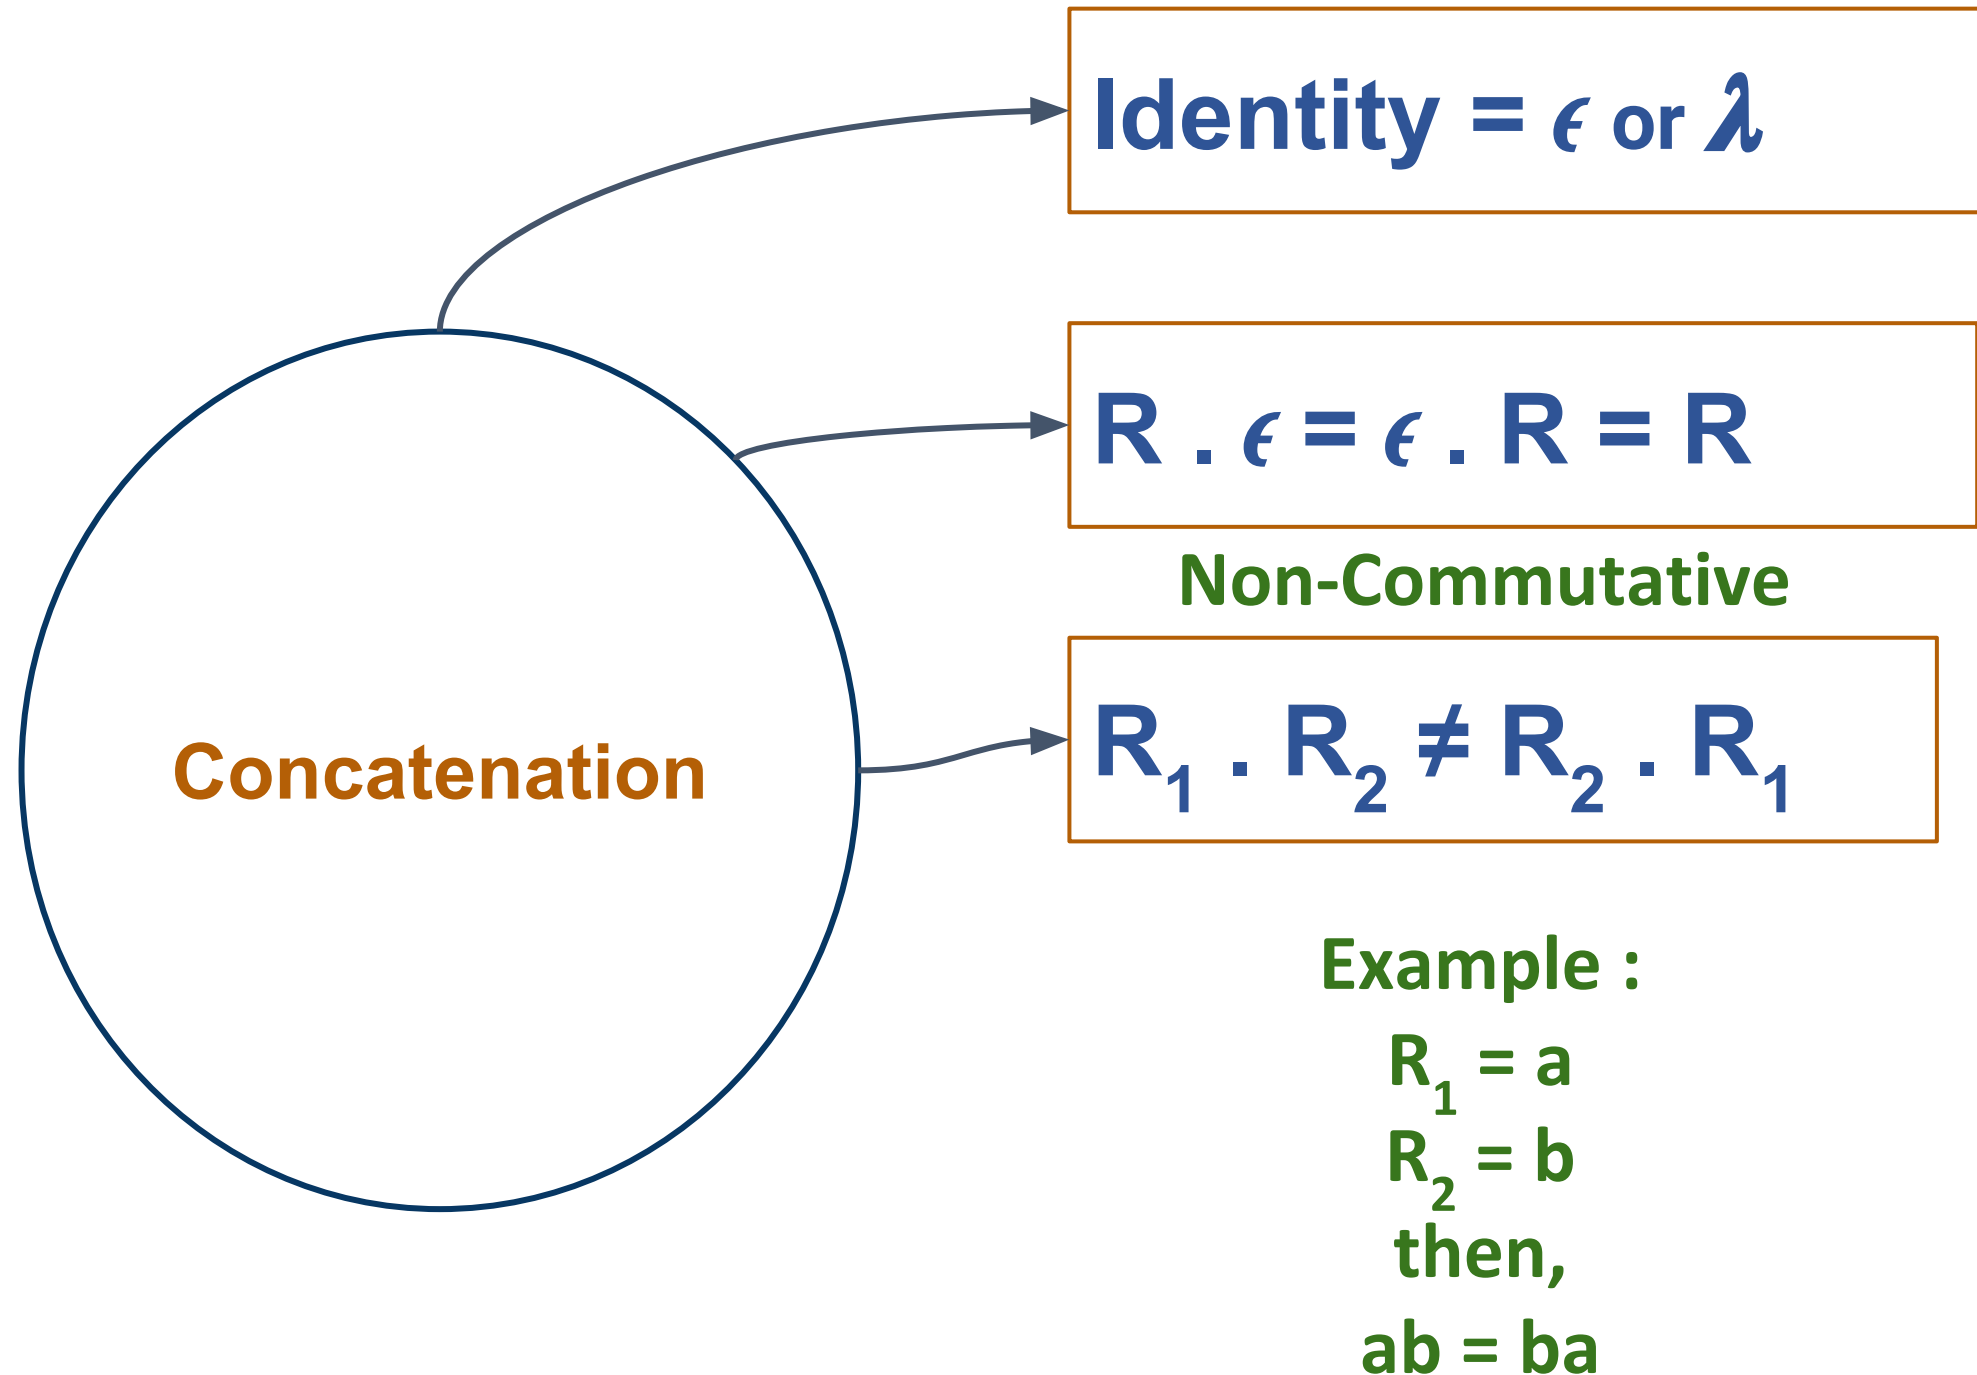 Identity = ϵ or λ
R . ϵ = ϵ . R = R
Non-Commutative
Concatenation
R₁ . R₂ ≠ R₂ . R₁
Example :
R₁ = a
R₂ = b
then,
ab = ba